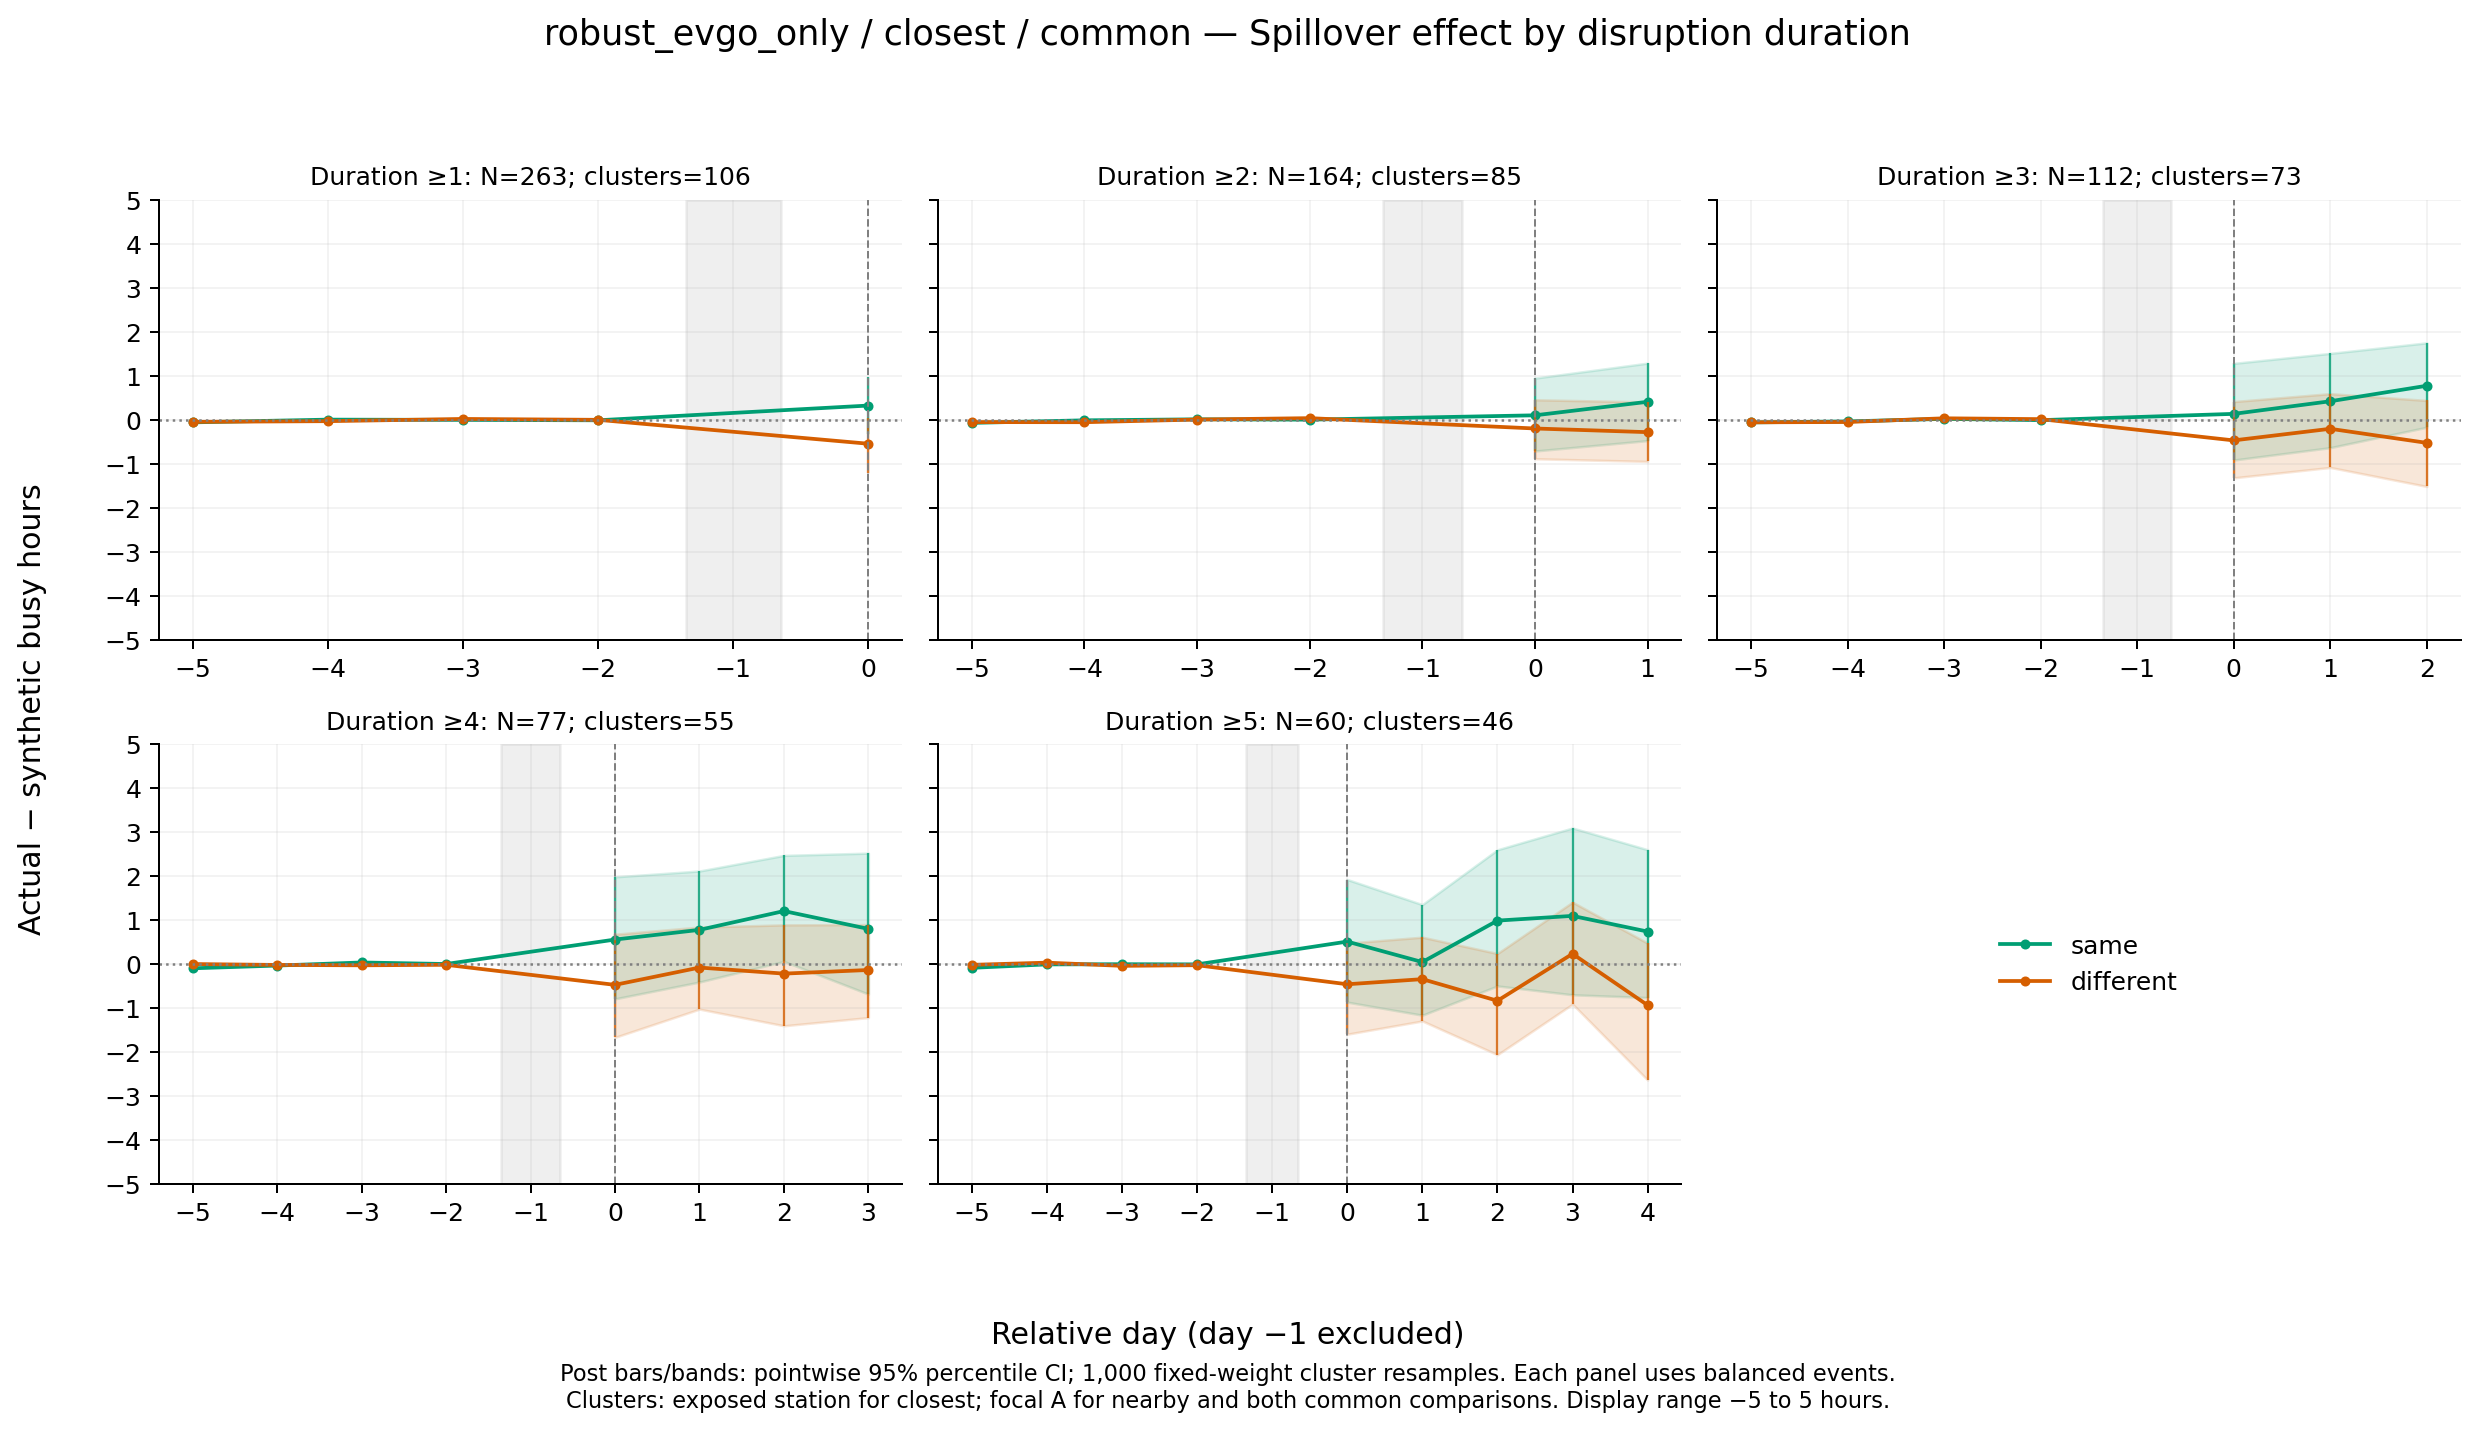 robust_evgo_only / closest / common — Spillover effect by disruption duration
Actual − synthetic busy hours
Duration ≥1: N=263; clusters=106
5
4
3
2
1
0
−1
−2
−3
−4
−5
−5 −4 −3 −2 −1 0
Duration ≥2: N=164; clusters=85
−5 −4 −3 −2 −1 0 1
Duration ≥3: N=112; clusters=73
−5 −4 −3 −2 −1 0 1 2
Duration ≥4: N=77; clusters=55
5
4
3
2
1
0
−1
−2
−3
−4
−5
−5 −4 −3 −2 −1 0 1 2 3
Duration ≥5: N=60; clusters=46
−5 −4 −3 −2 −1 0 1 2 3 4
same
different
Relative day (day −1 excluded)
Post bars/bands: pointwise 95% percentile CI; 1,000 fixed-weight cluster resamples. Each panel uses balanced events.
Clusters: exposed station for closest; focal A for nearby and both common comparisons. Display range −5 to 5 hours.